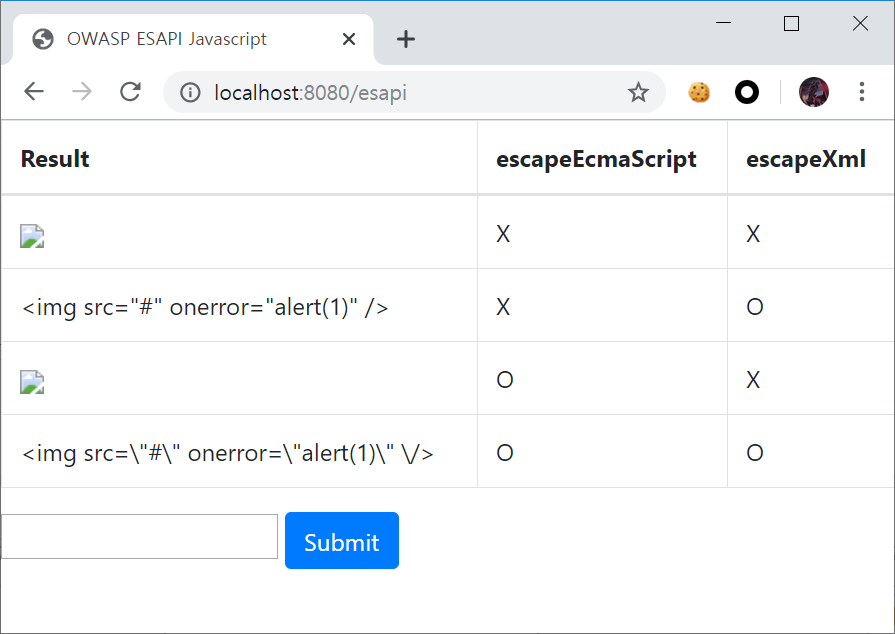 OWASP ESAPI Javascript
localhost:8080/esapi
Result escapeEcmaScript escapeXml
X X
<img src="#" onerror="alert(1)" /> X O
O X
<img src=\"#\" onerror=\"alert(1)\" \/> O O
Submit